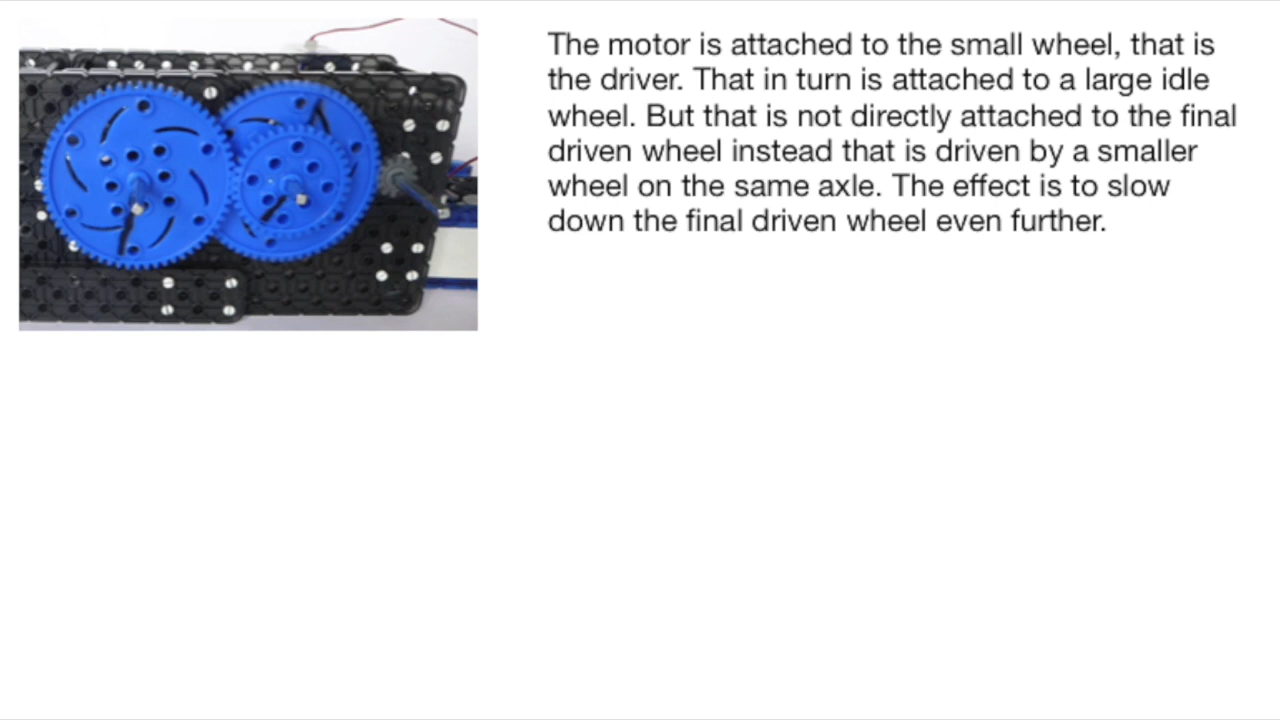 The motor is attached to the small wheel, that is
the driver. That in turn is attached to a large idle
wheel. But that is not directly attached to the final
driven wheel instead that is driven by a smaller
wheel on the same axle. The effect is to slow
down the final driven wheel even further.